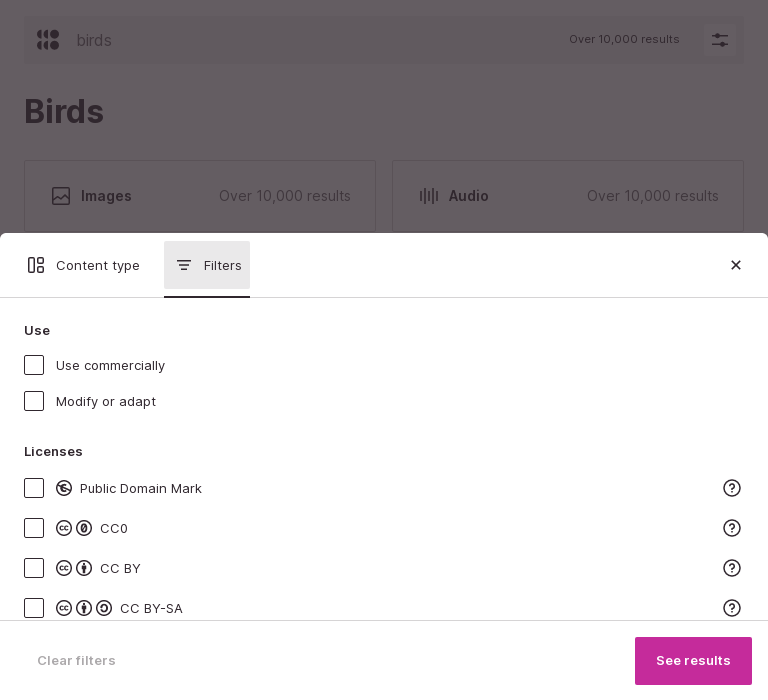 birds
Over 10,000 results
Birds
Images
Over 10,000 results
Audio
Over 10,000 results
Content type
Filters
Use
Use commercially
Modify or adapt
Licenses
Public Domain Mark
CC0
CC BY
CC BY-SA
Clear filters
See results